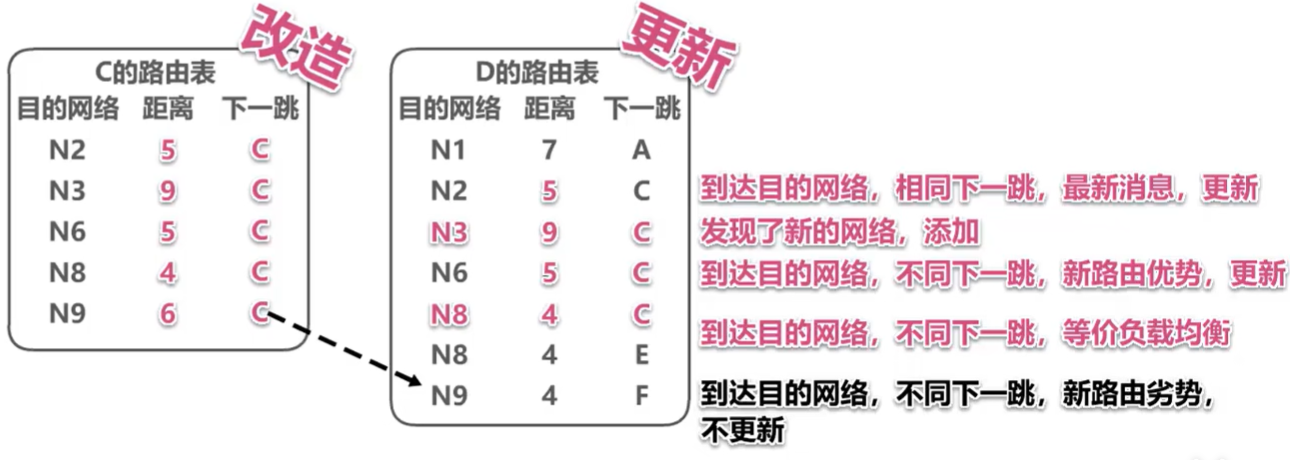 改造
C的路由表
目的网络 距离 下一跳
N2 5 C
N3 9 C
N6 5 C
N8 4 C
N9 6 C
更新
D的路由表
目的网络 距离 下一跳
N1 7 A
N2 5 C 到达目的网络，相同下一跳，最新消息，更新
N3 9 C 发现了新的网络，添加
N6 5 C 到达目的网络，不同下一跳，新路由优势，更新
N8 4 C 到达目的网络，不同下一跳，等价负载均衡
N8 4 E
N9 4 F 到达目的网络，不同下一跳，新路由劣势，
不更新